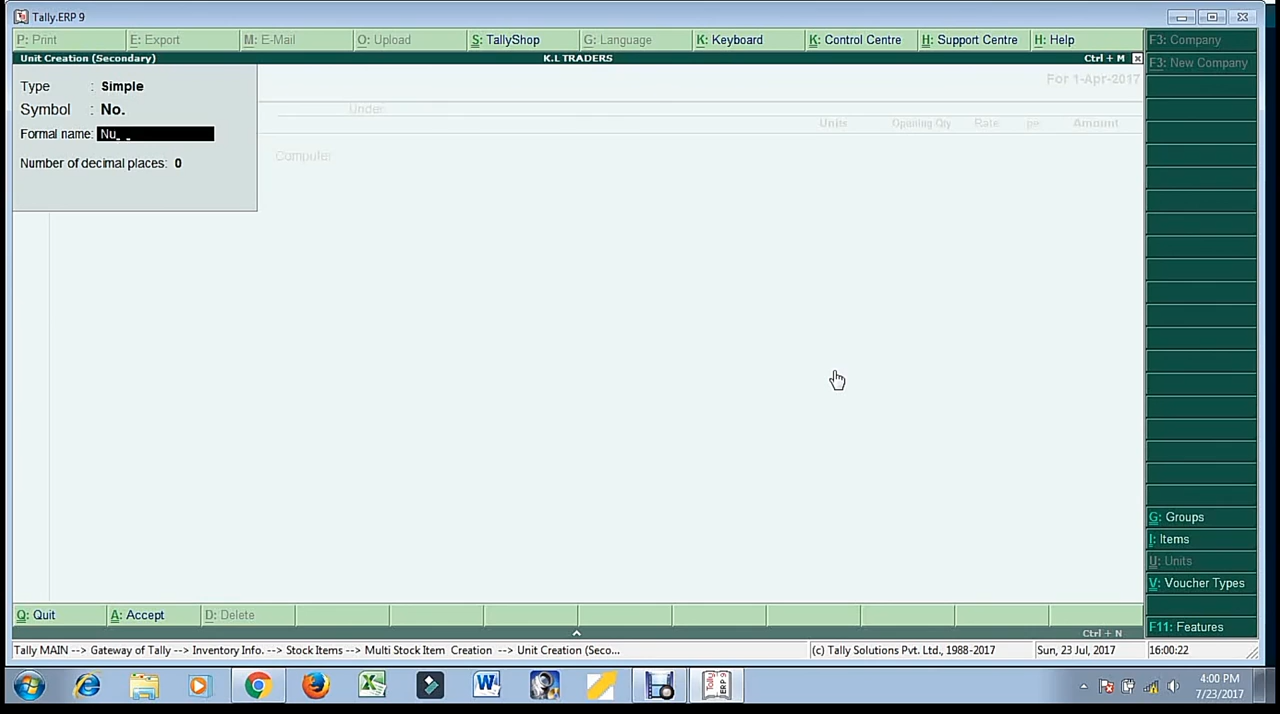 Tally.ERP 9
P: Print E: Export M: E-Mail O: Upload S: TallyShop G: Language K: Keyboard K: Control Centre H: Support Centre H: Help F3: Company
Unit Creation (Secondary) K.L TRADERS Ctrl + M
F3: New Company
For 1-Apr-2017
Type : Simple
Symbol : No.
Under:
Units Opening Qty Rate per Amount
Formal name: Nu
Computer
Number of decimal places: 0
G: Groups
I: Items
U: Units
V: Voucher Types
Q: Quit A: Accept D: Delete
F11: Features
Ctrl + N
Tally MAIN --> Gateway of Tally --> Inventory Info. --> Stock Items --> Multi Stock Item Creation --> Unit Creation (Seco... (c) Tally Solutions Pvt. Ltd., 1988-2017 Sun, 23 Jul, 2017 16:00:22
4:00 PM
7/23/2017